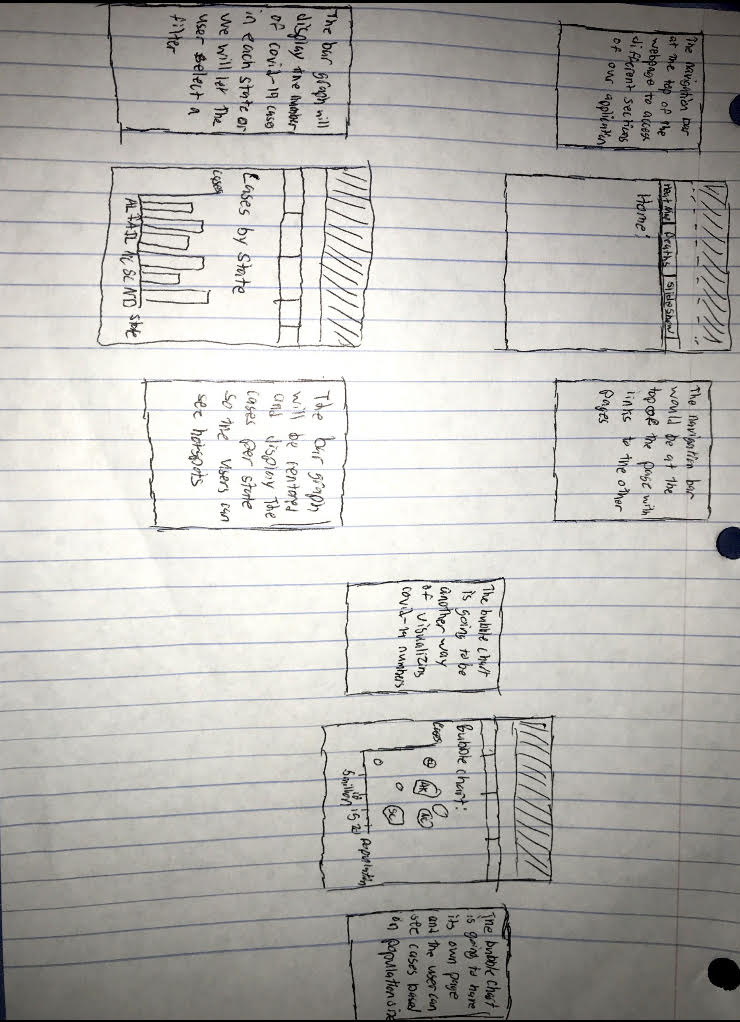 The navigation bar
at the top of the
webpage to access
different sections
of our application
heat map
Deaths
Slideshow
Home:
The navigation bar
would be at the
top of the page with
links to the other
pages
The bubble chart
is going to be
another way
of visualizing
covid-19 numbers
Bubble chart:
cases
AK
NC
SC
5million 10 15 20
population
The bubble chart
is going to have
its own page
and the user can
see cases based
on population size
The bar graph will
display the number
of covid-19 cases
in each state or
we will let the
user select a
filter
Cases by state
cases
AL IL NC SC ND state
The bar graph
will be centored
and display The
cases per state
so the users can
see hotspots